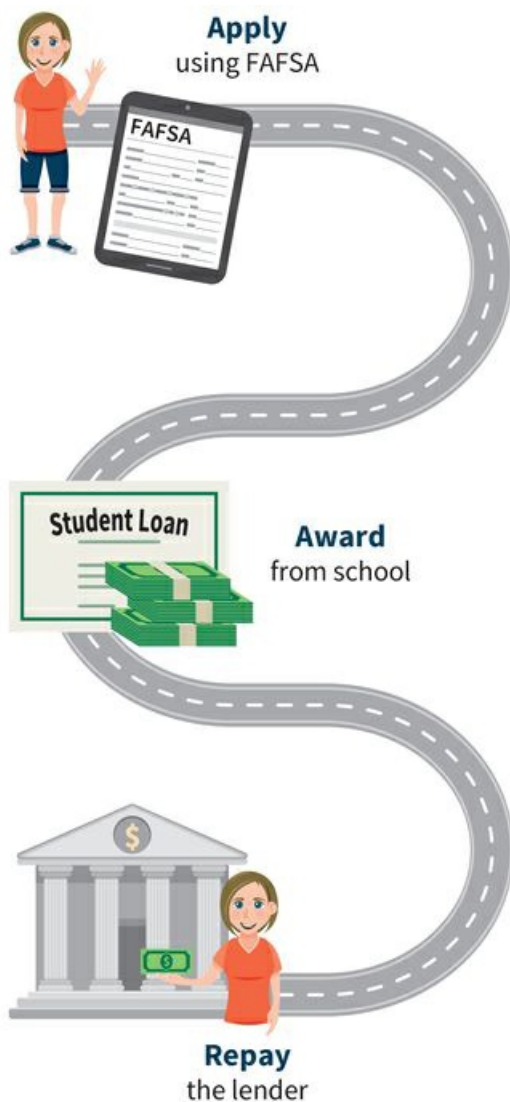 Apply
using FAFSA
FAFSA
Student Loan
Award
from school
$
$
Repay
the lender